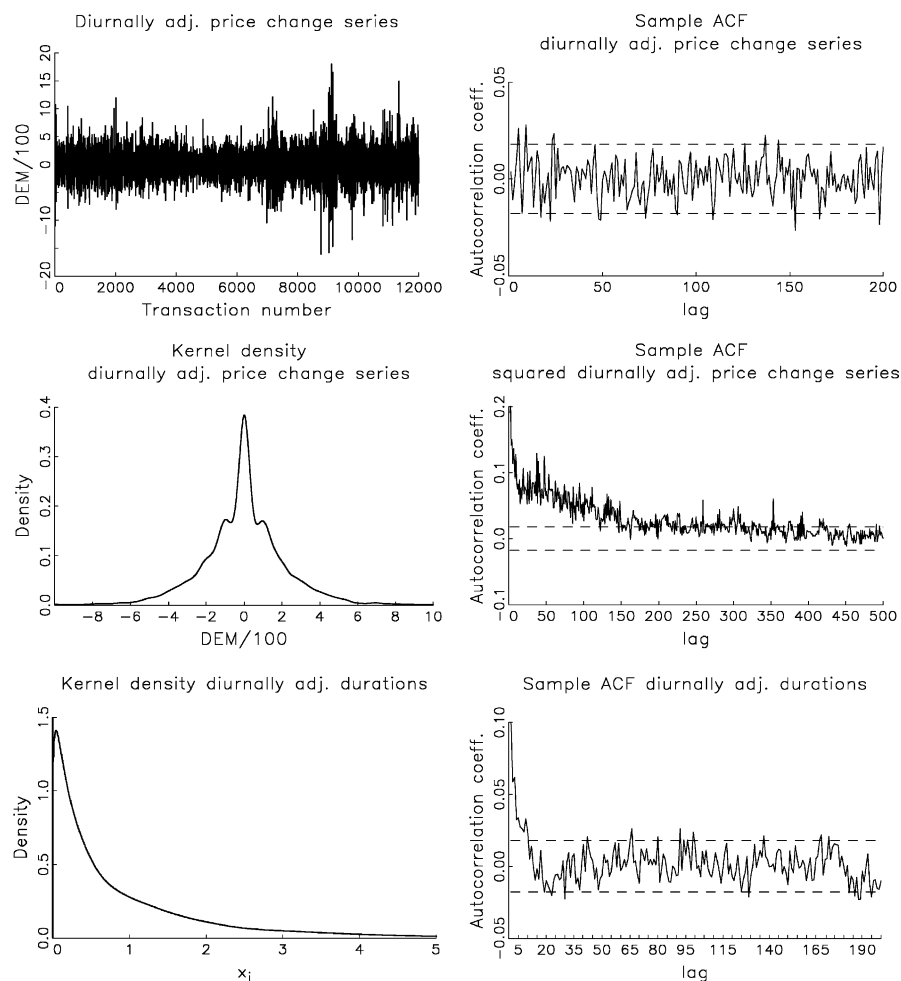 Diurnally adj. price change series
DEM/100
20
15
10
5
0
-10
-20
0 2000 4000 6000 8000 10000 12000
Transaction number
Sample ACF
diurnally adj. price change series
Autocorrelation coeff.
0.05
0.00
-0.05
0 50 100 150 200
lag
Kernel density
diurnally adj. price change series
Density
0.4
0.3
0.2
0.1
0.0
-8 -6 -4 -2 0 2 4 6 8 10
DEM/100
Sample ACF
squared diurnally adj. price change series
Autocorrelation coeff.
0.2
0.1
0.0
-0.1
0 50 100 150 200 250 300 350 400 450 500
lag
Kernel density diurnally adj. durations
Density
1.5
1.0
0.5
0.0
0 1 2 3 4 5
xi
Sample ACF diurnally adj. durations
Autocorrelation coeff.
0.10
0.05
0.00
-0.05
5 20 35 50 65 80 95 110 140 165 190
lag